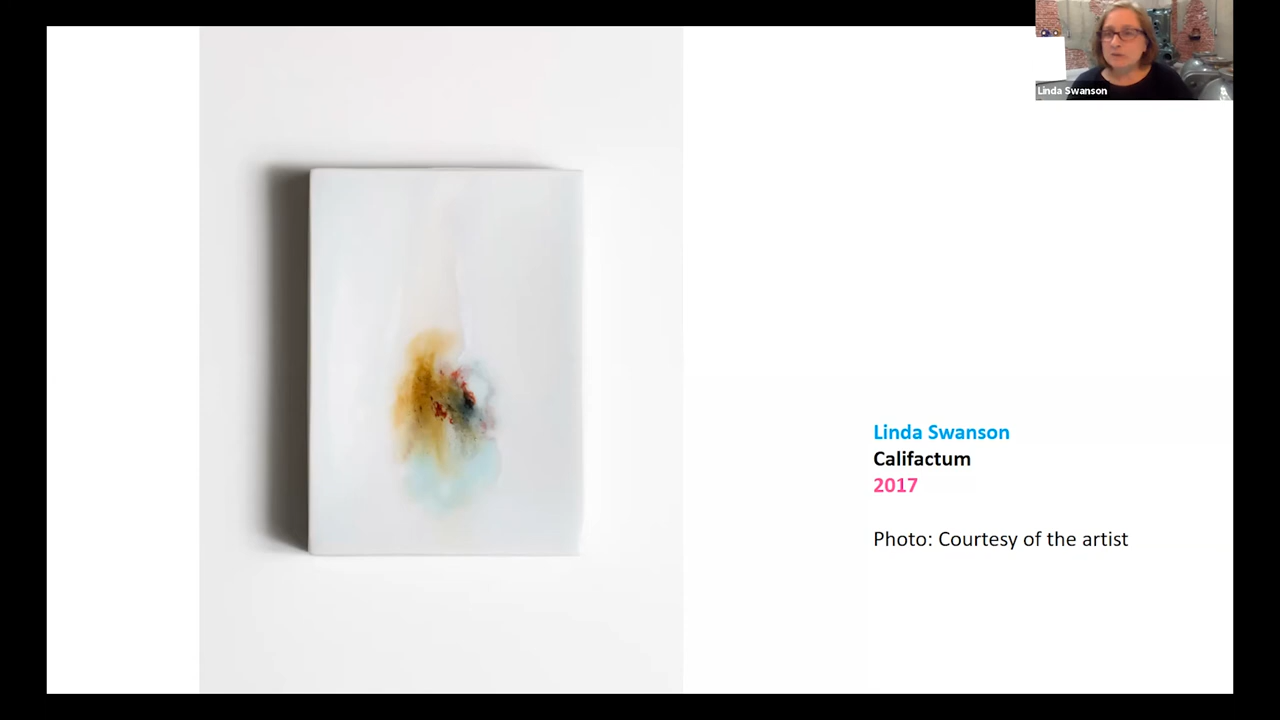 Linda Swanson
Linda Swanson
Califactum
2017
Photo: Courtesy of the artist